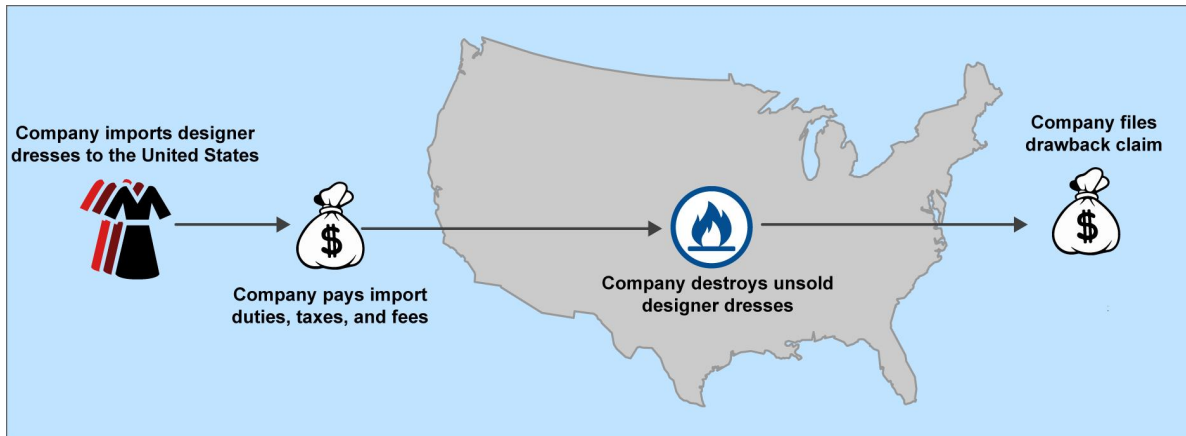 Company imports designer
dresses to the United States
$
Company pays import
duties, taxes, and fees
Company destroys unsold
designer dresses
Company files
drawback claim
$